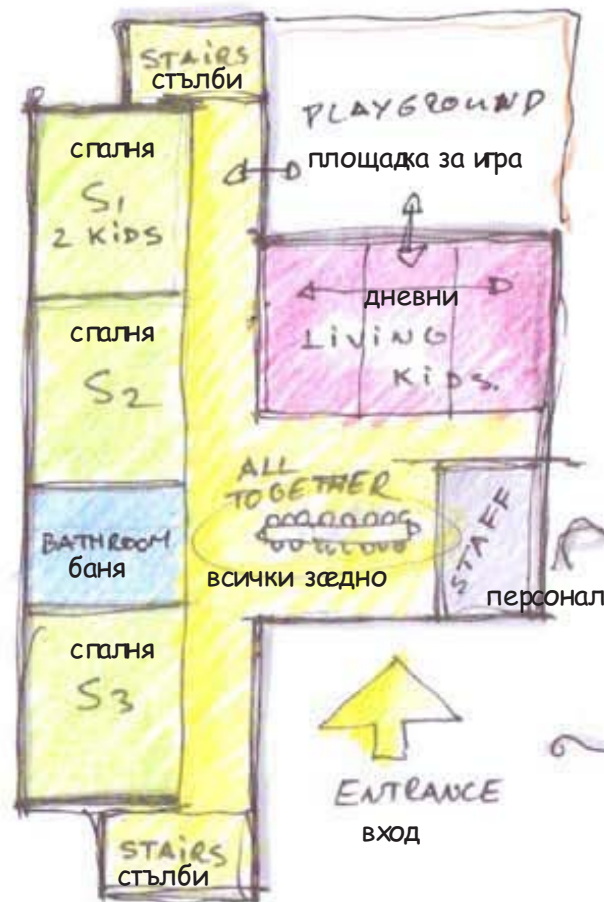 STAIRS
стълби
PLAYGROUND
площадка за игра
спалня
S1
2 KIDS
дневни
LIVING
KIDS.
спалня
S2
ALL
TOGETHER
STAFF
BATHROOM
баня
всички заедно
персонал
спалня
S3
ENTRANCE
вход
STAIRS
стълби